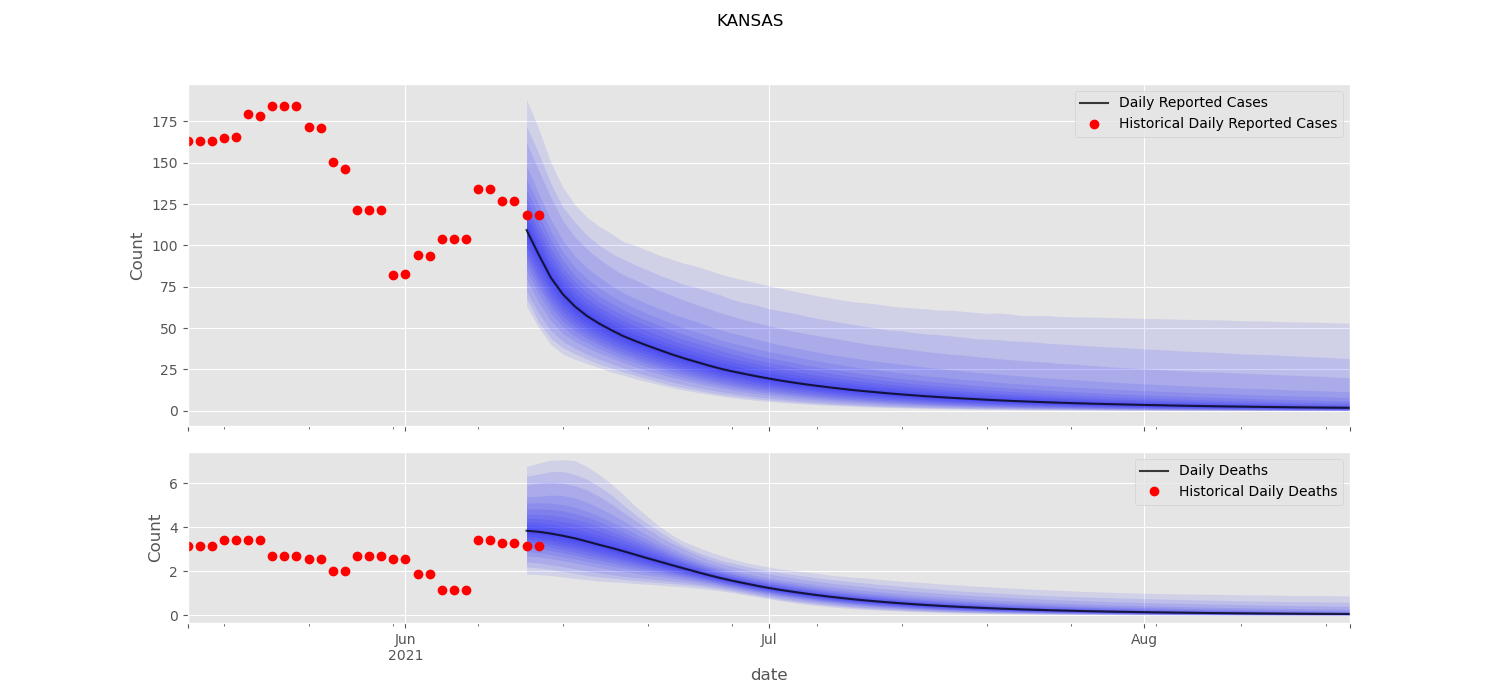 KANSAS
Daily Reported Cases
Historical Daily Reported Cases
175
150
125
100
75
50
25
0
Count
Daily Deaths
Historical Daily Deaths
6
4
2
0
Count
Jun
2021
Jul
Aug
date